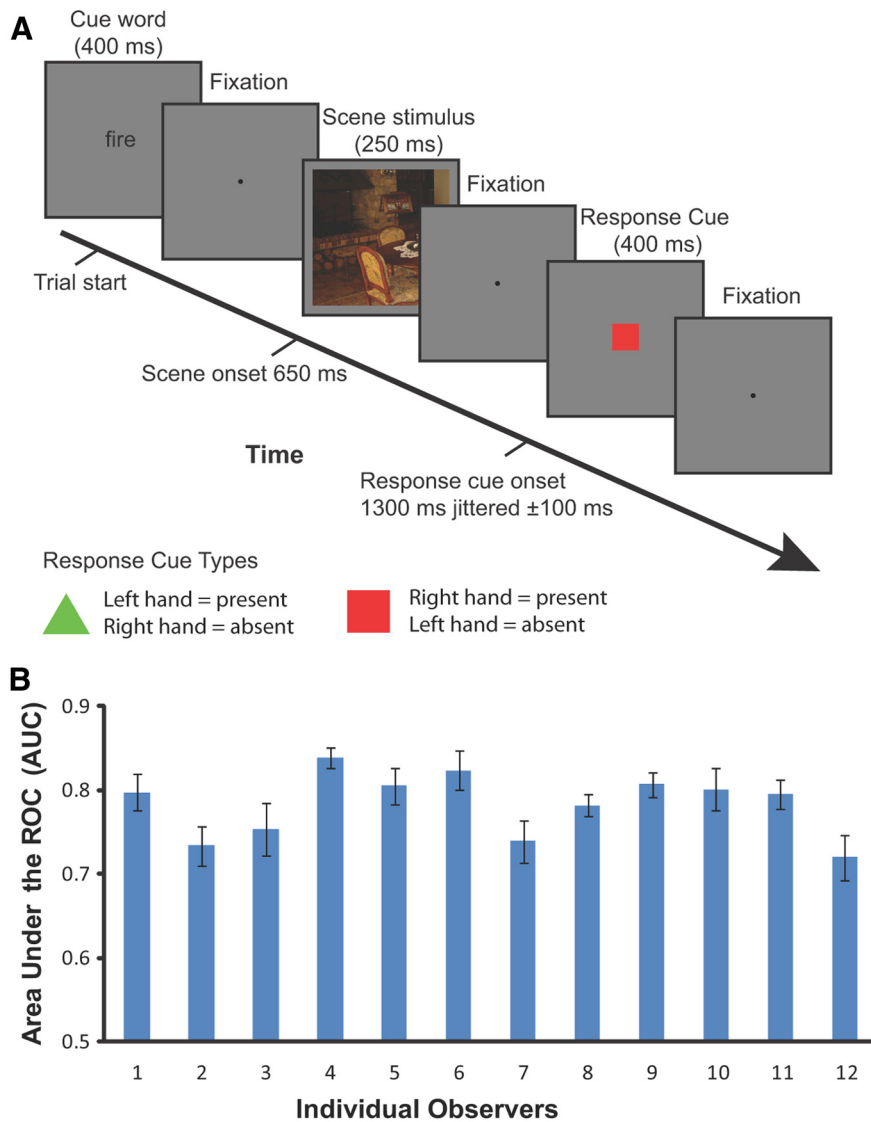 A
Cue word
(400 ms)
Fixation
fire
Scene stimulus
(250 ms)
Fixation
Response Cue
(400 ms)
Fixation
Trial start
Scene onset 650 ms
Time
Response cue onset
1300 ms jittered ±100 ms
Response Cue Types
Left hand = present
Right hand = absent
Right hand = present
Left hand = absent
B
Area Under the ROC (AUC)
0.9
0.8
0.7
0.6
0.5
1 2 3 4 5 6 7 8 9 10 11 12
Individual Observers